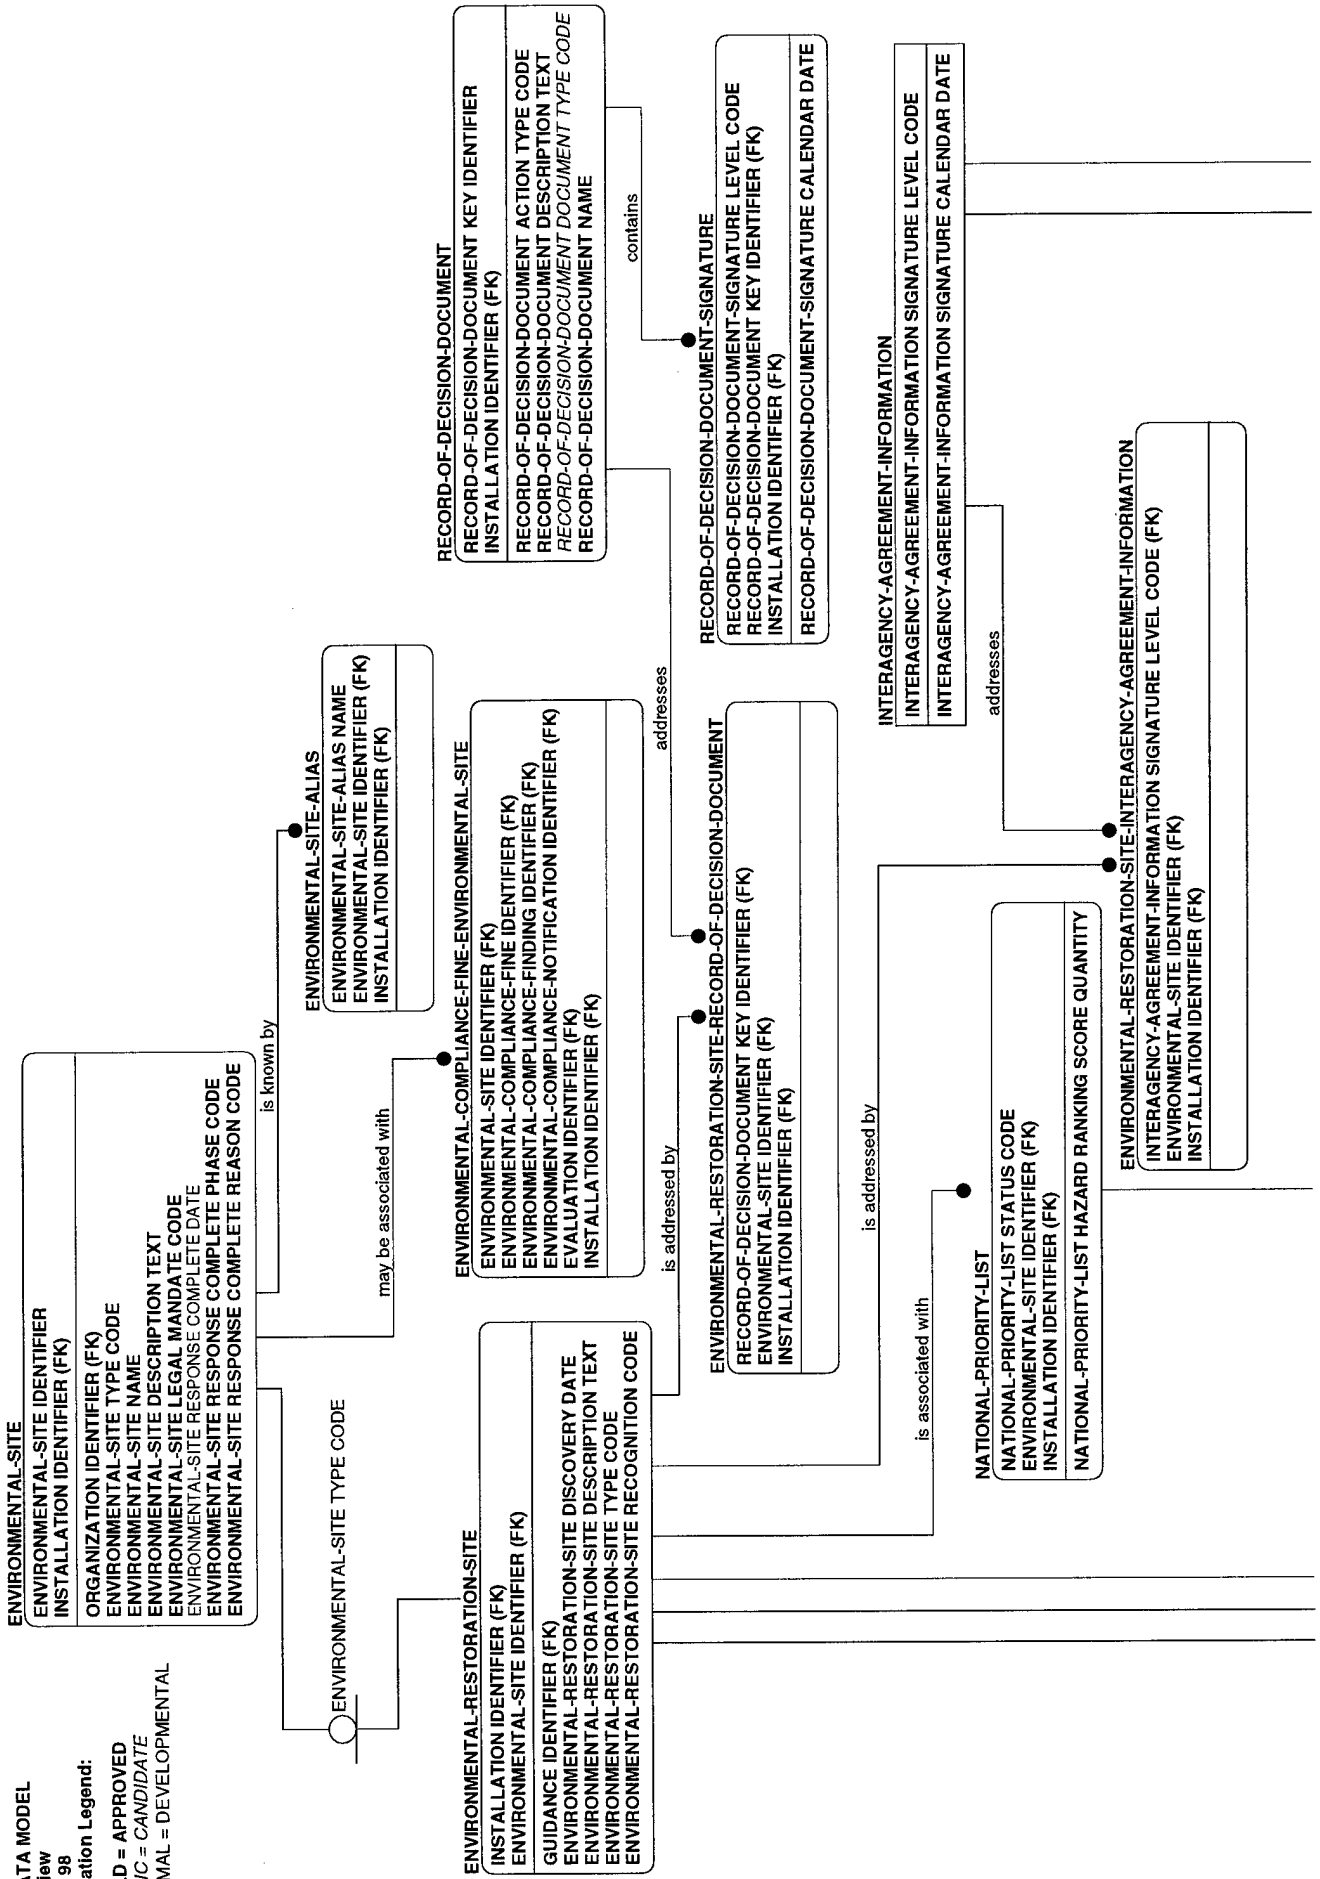 ATA MODEL
iew
98
ation Legend:
D = APPROVED
IC = CANDIDATE
MAL = DEVELOPMENTAL
ENVIRONMENTAL-SITE
ENVIRONMENTAL-SITE IDENTIFIER
INSTALLATION IDENTIFIER (FK)
ORGANIZATION IDENTIFIER (FK)
ENVIRONMENTAL-SITE TYPE CODE
ENVIRONMENTAL-SITE NAME
ENVIRONMENTAL-SITE DESCRIPTION TEXT
ENVIRONMENTAL-SITE LEGAL MANDATE CODE
ENVIRONMENTAL-SITE RESPONSE COMPLETE DATE
ENVIRONMENTAL-SITE RESPONSE COMPLETE PHASE CODE
ENVIRONMENTAL-SITE RESPONSE COMPLETE REASON CODE
is known by
ENVIRONMENTAL-SITE-ALIAS
ENVIRONMENTAL-SITE-ALIAS NAME
ENVIRONMENTAL-SITE IDENTIFIER (FK)
INSTALLATION IDENTIFIER (FK)
ENVIRONMENTAL-SITE TYPE CODE
may be associated with
ENVIRONMENTAL-COMPLIANCE-FINE-ENVIRONMENTAL-SITE
ENVIRONMENTAL-SITE IDENTIFIER (FK)
ENVIRONMENTAL-COMPLIANCE-FINE IDENTIFIER (FK)
ENVIRONMENTAL-COMPLIANCE-FINDING IDENTIFIER (FK)
ENVIRONMENTAL-COMPLIANCE-NOTIFICATION IDENTIFIER (FK)
EVALUATION IDENTIFIER (FK)
INSTALLATION IDENTIFIER (FK)
RECORD-OF-DECISION-DOCUMENT
RECORD-OF-DECISION-DOCUMENT KEY IDENTIFIER
INSTALLATION IDENTIFIER (FK)
RECORD-OF-DECISION-DOCUMENT ACTION TYPE CODE
RECORD-OF-DECISION-DOCUMENT DESCRIPTION TEXT
RECORD-OF-DECISION-DOCUMENT DOCUMENT TYPE CODE
RECORD-OF-DECISION-DOCUMENT NAME
contains
addresses
ENVIRONMENTAL-RESTORATION-SITE
INSTALLATION IDENTIFIER (FK)
ENVIRONMENTAL-SITE IDENTIFIER (FK)
GUIDANCE IDENTIFIER (FK)
ENVIRONMENTAL-RESTORATION-SITE DISCOVERY DATE
ENVIRONMENTAL-RESTORATION-SITE DESCRIPTION TEXT
ENVIRONMENTAL-RESTORATION-SITE TYPE CODE
ENVIRONMENTAL-RESTORATION-SITE RECOGNITION CODE
is addressed by
ENVIRONMENTAL-RESTORATION-SITE-RECORD-OF-DECISION-DOCUMENT
RECORD-OF-DECISION-DOCUMENT KEY IDENTIFIER (FK)
ENVIRONMENTAL-SITE IDENTIFIER (FK)
INSTALLATION IDENTIFIER (FK)
RECORD-OF-DECISION-DOCUMENT-SIGNATURE
RECORD-OF-DECISION-DOCUMENT-SIGNATURE LEVEL CODE
RECORD-OF-DECISION-DOCUMENT KEY IDENTIFIER (FK)
INSTALLATION IDENTIFIER (FK)
RECORD-OF-DECISION-DOCUMENT-SIGNATURE CALENDAR DATE
is addressed by
is associated with
INTERAGENCY-AGREEMENT-INFORMATION
INTERAGENCY-AGREEMENT-INFORMATION SIGNATURE LEVEL CODE
INTERAGENCY-AGREEMENT-INFORMATION SIGNATURE CALENDAR DATE
addresses
NATIONAL-PRIORITY-LIST
NATIONAL-PRIORITY-LIST STATUS CODE
ENVIRONMENTAL-SITE IDENTIFIER (FK)
INSTALLATION IDENTIFIER (FK)
NATIONAL-PRIORITY-LIST HAZARD RANKING SCORE QUANTITY
ENVIRONMENTAL-RESTORATION-SITE-INTERAGENCY-AGREEMENT-INFORMATION
INTERAGENCY-AGREEMENT-INFORMATION SIGNATURE LEVEL CODE (FK)
ENVIRONMENTAL-SITE IDENTIFIER (FK)
INSTALLATION IDENTIFIER (FK)